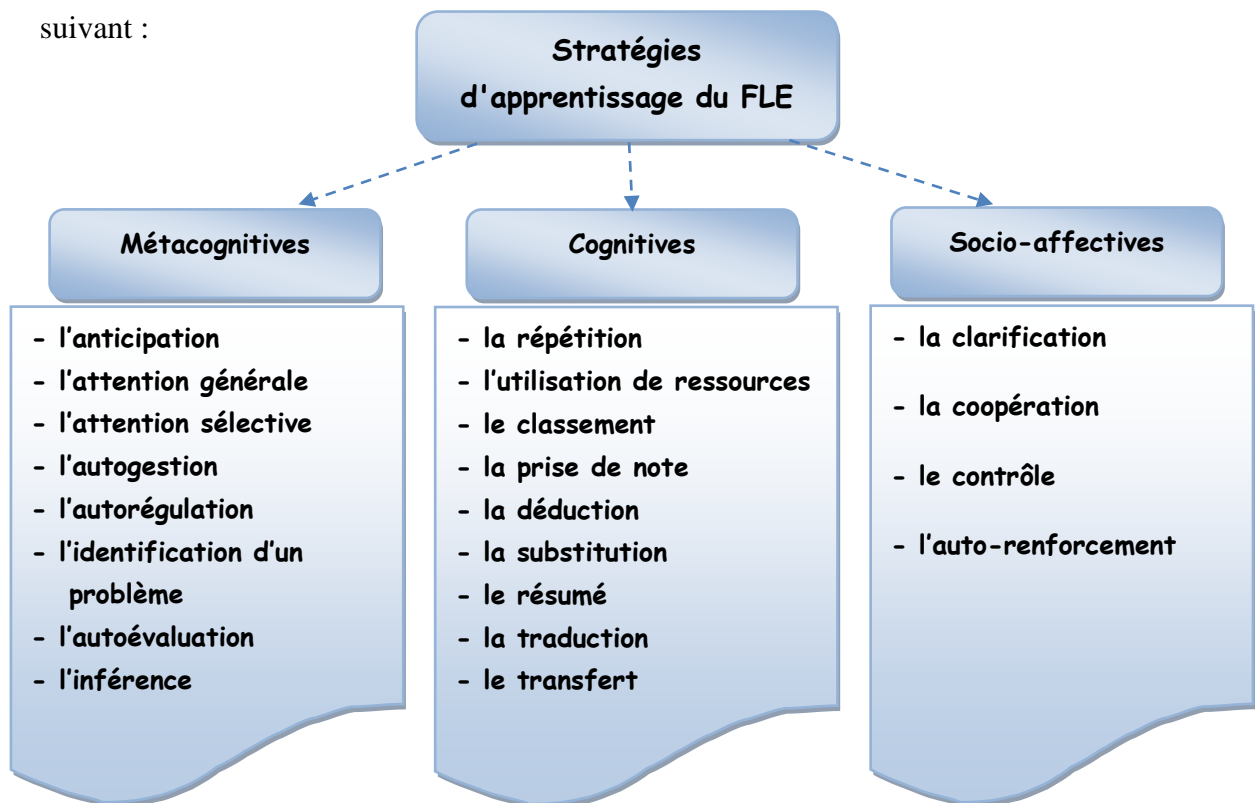 suivant :
Stratégies
d'apprentissage du FLE
Métacognitives
- l’anticipation
- l’attention générale
- l’attention sélective
- l’autogestion
- l’autorégulation
- l’identification d’un
problème
- l’autoévaluation
- l’inférence
Cognitives
- la répétition
- l’utilisation de ressources
- le classement
- la prise de note
- la déduction
- la substitution
- le résumé
- la traduction
- le transfert
Socio-affectives
- la clarification
- la coopération
- le contrôle
- l’auto-renforcement